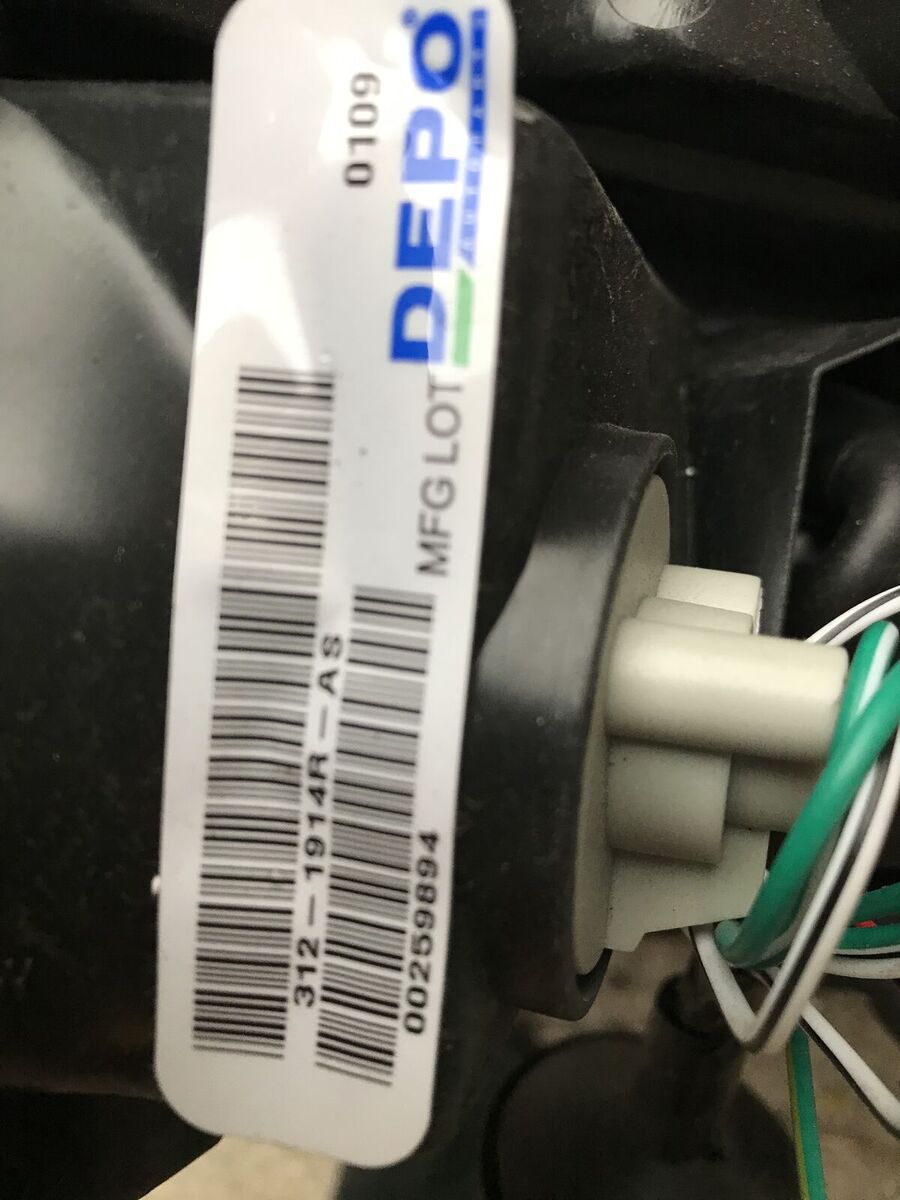 312-1914R-AS
0109
00259894
MFG LOT
DEPO